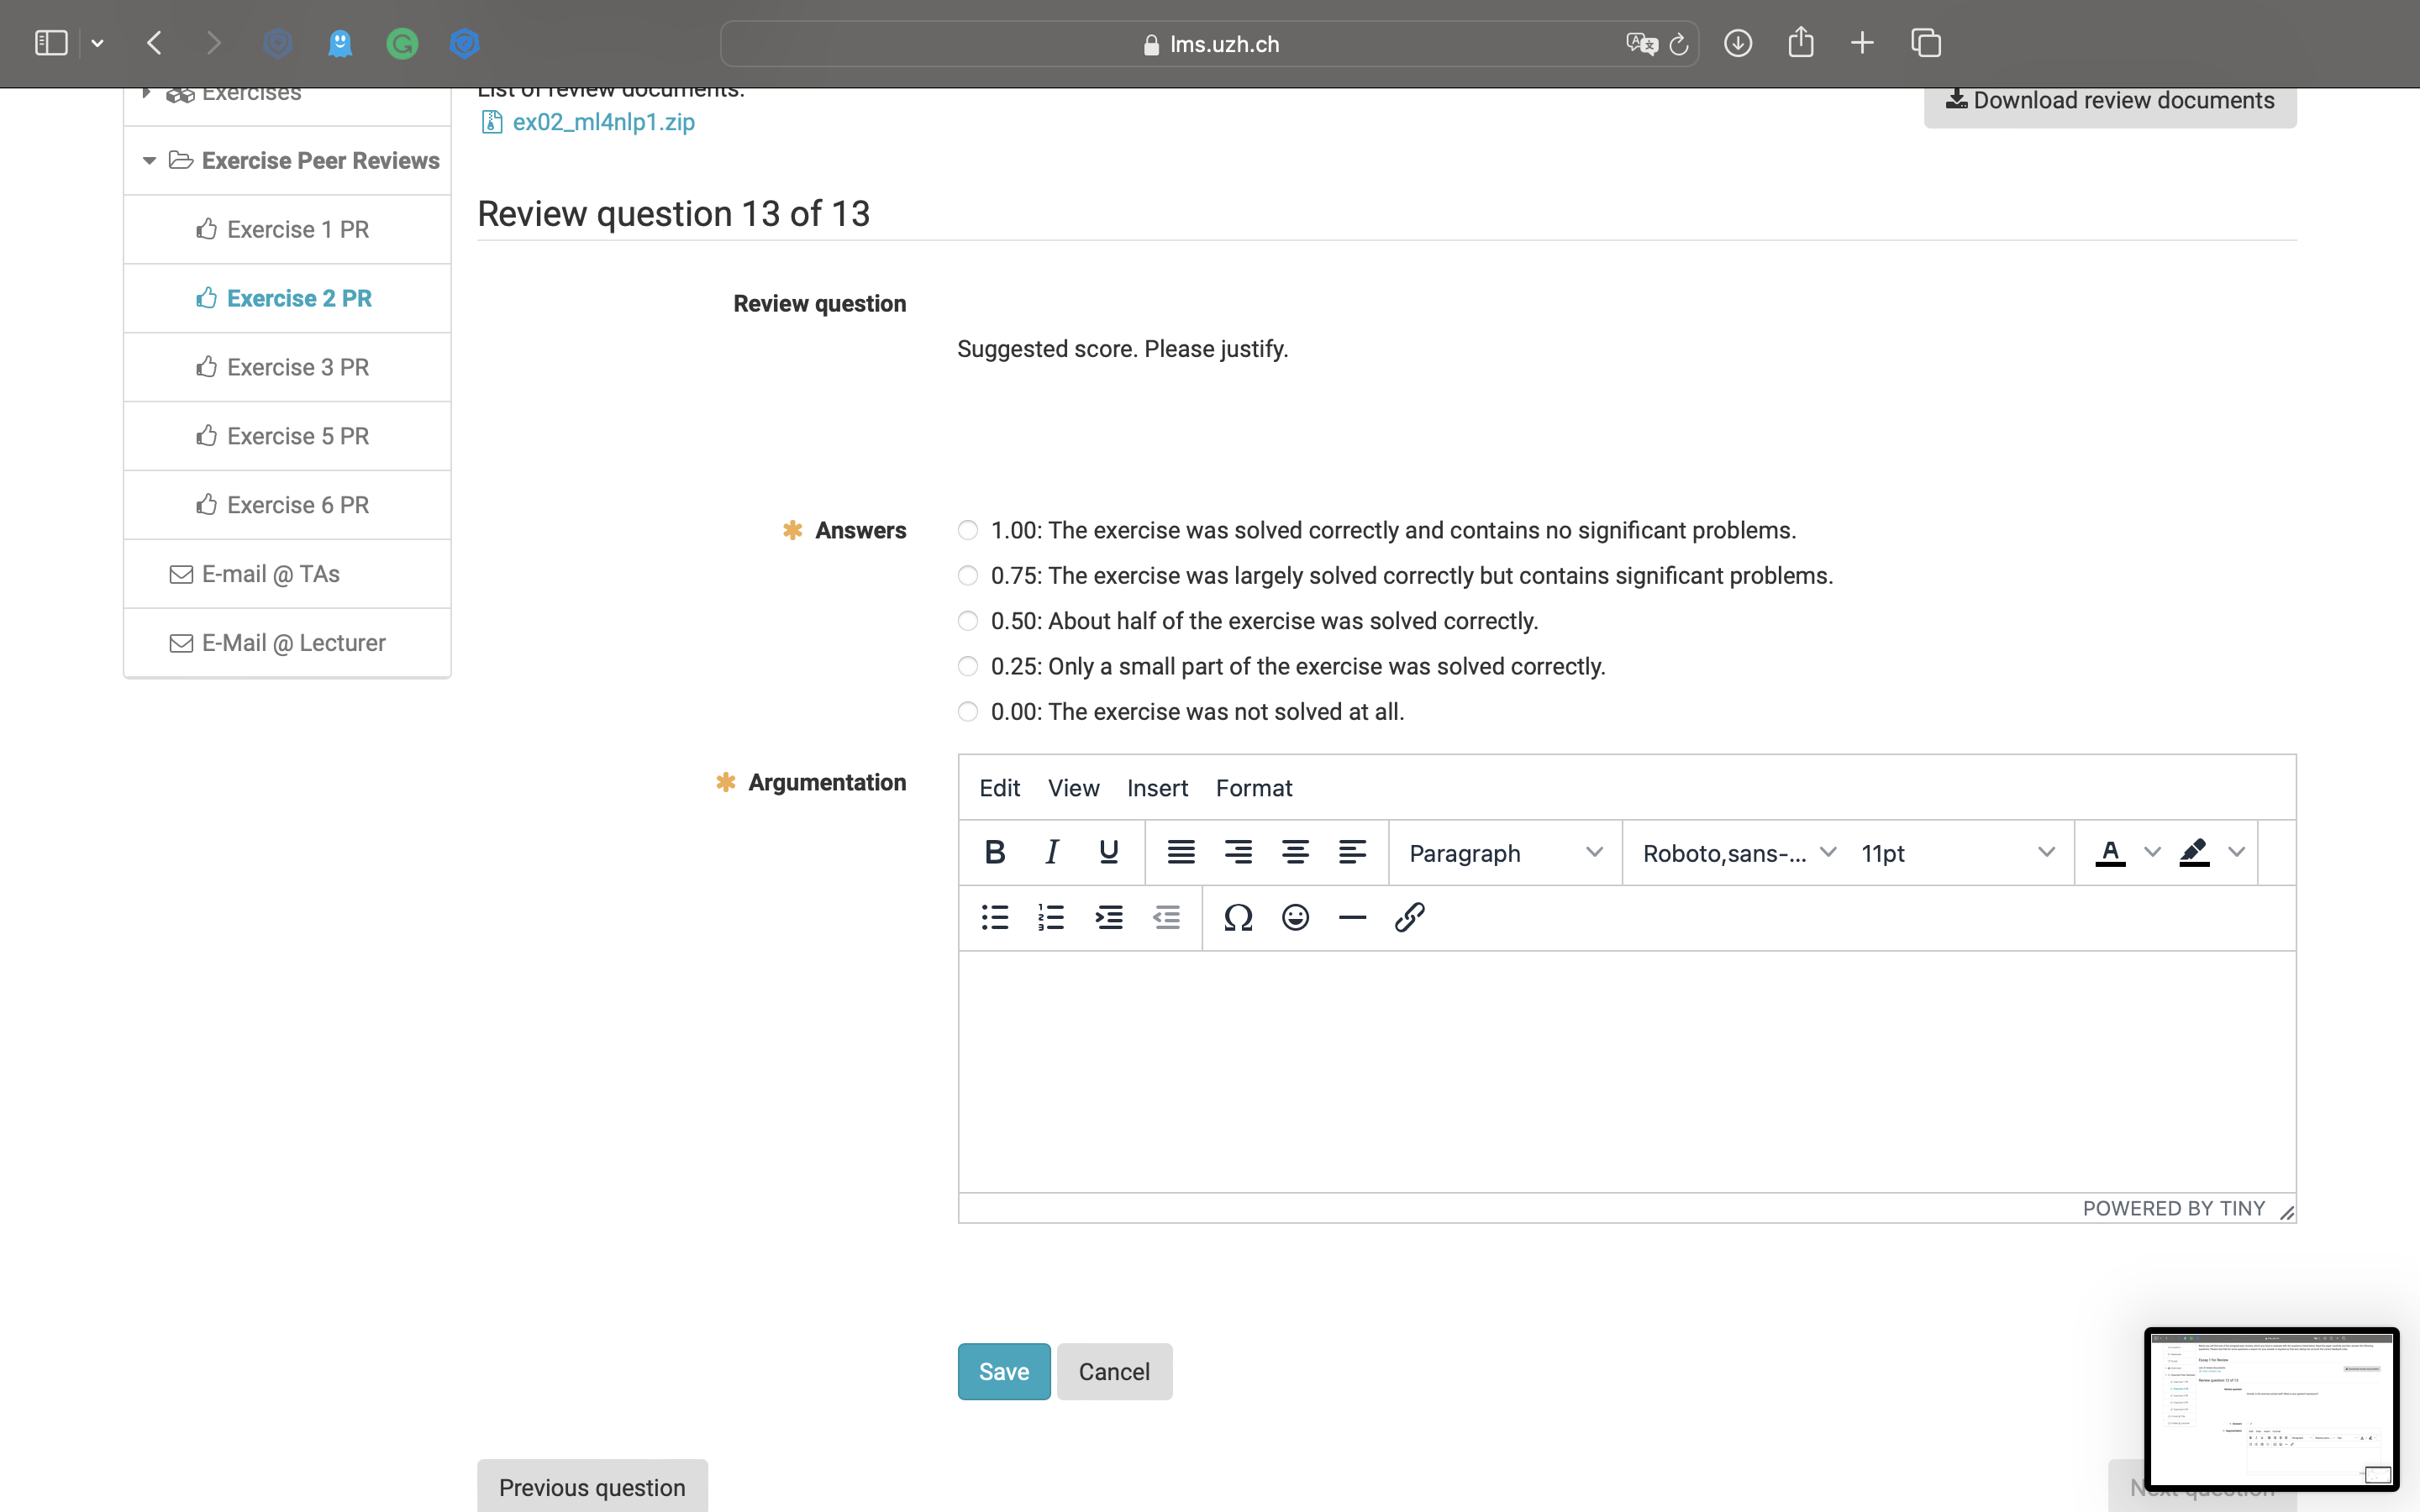 lms.uzh.ch
Exercises
Exercise Peer Reviews
Exercise 1 PR
Exercise 2 PR
Exercise 3 PR
Exercise 5 PR
Exercise 6 PR
E-mail @ TAs
E-Mail @ Lecturer
List of review documents:
ex02_ml4nlp1.zip
Download review documents
Review question 13 of 13
Review question
Suggested score. Please justify.
Answers
1.00: The exercise was solved correctly and contains no significant problems.
0.75: The exercise was largely solved correctly but contains significant problems.
0.50: About half of the exercise was solved correctly.
0.25: Only a small part of the exercise was solved correctly.
0.00: The exercise was not solved at all.
Argumentation
Edit View Insert Format
B I U Paragraph Roboto,sans-... 11pt A
Ω
POWERED BY TINY
Save Cancel
Previous question
Next question